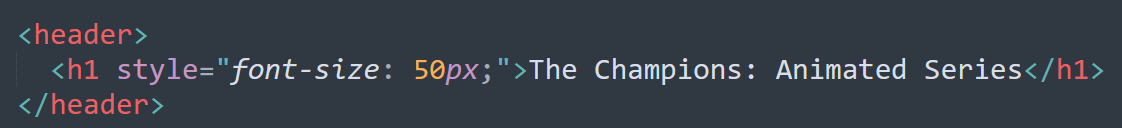 <header>
<h1 style="font-size: 50px;">The Champions: Animated Series</h1>
</header>